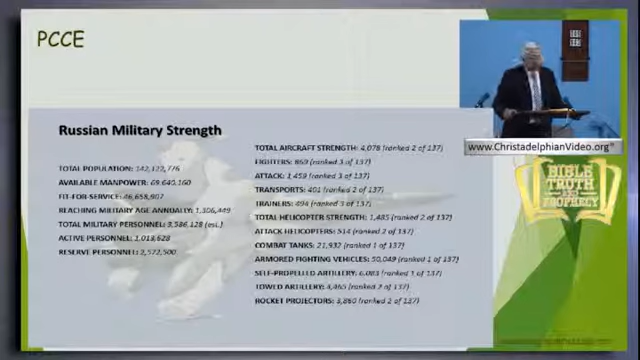 PCCE
Russian Military Strength
TOTAL POPULATION: 142,122,776
AVAILABLE MANPOWER: 69,640,160
FIT-FOR-SERVICE: 46,658,907
REACHING MILITARY AGE ANNUALLY: 1,306,449
TOTAL MILITARY PERSONNEL: 3,586,128 (est.)
ACTIVE PERSONNEL: 1,013,628
RESERVE PERSONNEL: 2,572,500
TOTAL AIRCRAFT STRENGTH: 4,078 (ranked 2 of 137)
FIGHTERS: 869 (ranked 3 of 137)
ATTACK: 1,459 (ranked 3 of 137)
TRANSPORTS: 401 (ranked 2 of 137)
TRAINERS: 494 (ranked 3 of 137)
TOTAL HELICOPTER STRENGTH: 1,485 (ranked 2 of 137)
ATTACK HELICOPTERS: 514 (ranked 2 of 137)
COMBAT TANKS: 21,932 (ranked 1 of 137)
ARMORED FIGHTING VEHICLES: 50,049 (ranked 1 of 137)
SELF-PROPELLED ARTILLERY: 6,083 (ranked 1 of 137)
TOWED ARTILLERY: 4,465 (ranked 2 of 137)
ROCKET PROJECTORS: 3,860 (ranked 2 of 137)
www.ChristadelphianVideo.org
BIBLE
TRUTH
AND
PROPHECY